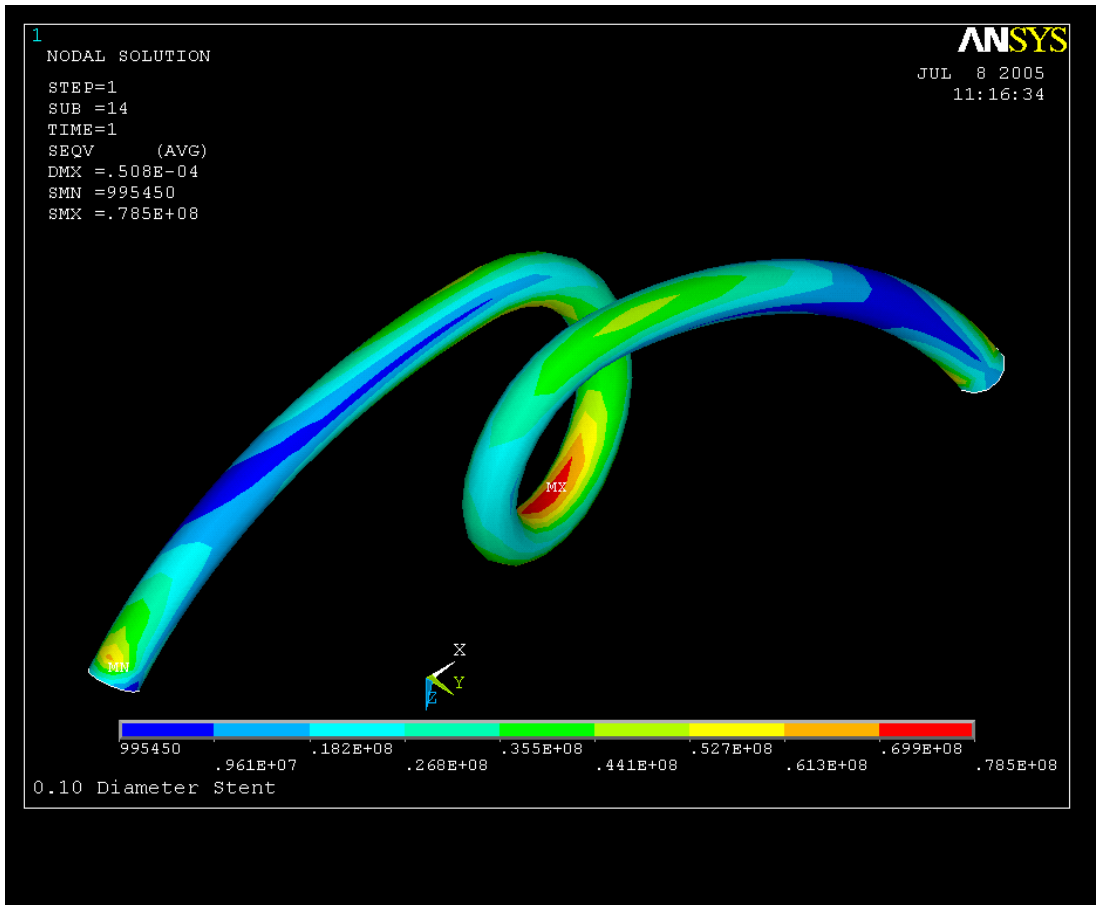 1
ANSYS
NODAL SOLUTION
JUL 8 2005
11:16:34
STEP=1
SUB =14
TIME=1
SEQV (AVG)
DMX =.508E-04
SMN =995450
SMX =.785E+08
MX
MN
X
Y
Z
995450 .182E+08 .355E+08 .527E+08 .699E+08
.961E+07 .268E+08 .441E+08 .613E+08 .785E+08
0.10 Diameter Stent